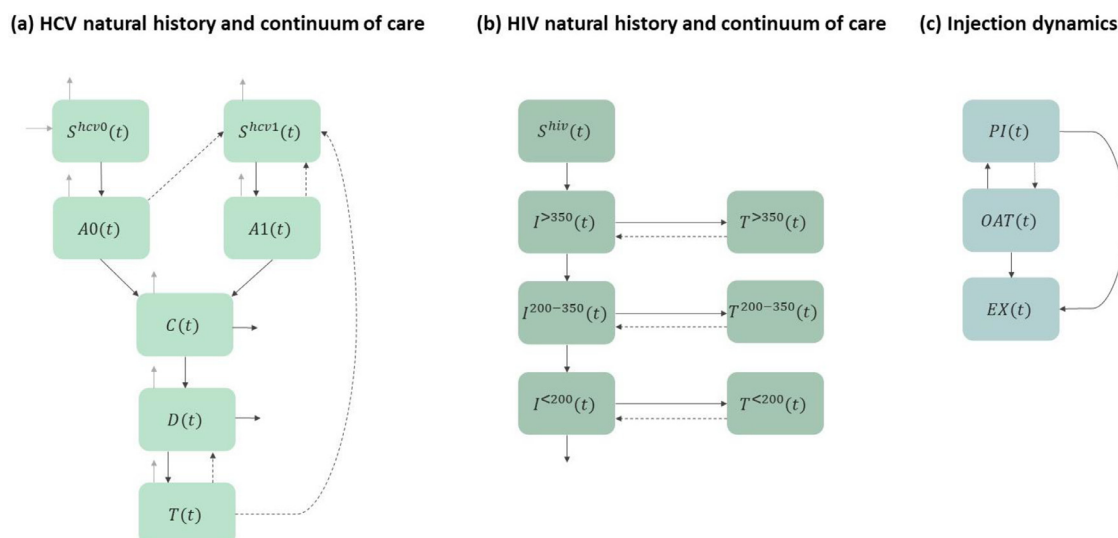 (a) HCV natural history and continuum of care
(b) HIV natural history and continuum of care
(c) Injection dynamics
S^{hcv0}(t)
S^{hcv1}(t)
A0(t)
A1(t)
C(t)
D(t)
T(t)
S^{hiv}(t)
I^{>350}(t)
T^{>350}(t)
I^{200−350}(t)
T^{200−350}(t)
I^{<200}(t)
T^{<200}(t)
PI(t)
OAT(t)
EX(t)